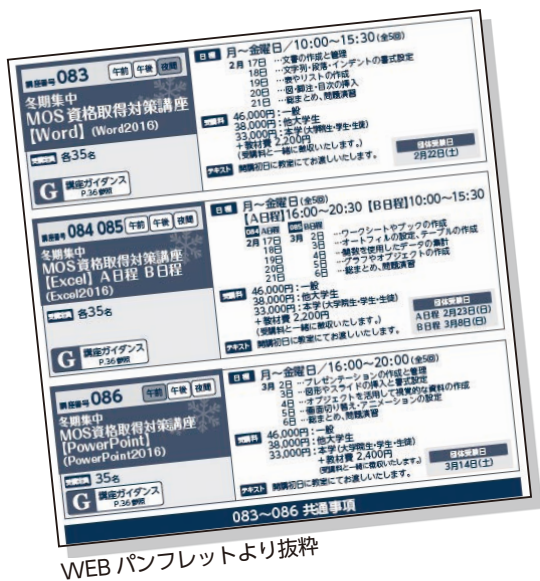 講座番号 083 午前 午後 夜間
冬期集中
MOS資格取得対策講座
【Word】(Word2016)
受講定員 各35名
G 講座ガイダンス
P.36参照
日程 月～金曜日／10:00～15:30(全5回)
2月 17日 …文書の作成と管理
18日 …文字列・段落・インデントの書式設定
19日 …表やリストの作成
20日 …図・脚注・目次の挿入
21日 …総まとめ、問題演習
受講料 46,000円:一般
38,000円:他大学生
33,000円:本学(大学院生・学生・生徒)
＋教材費 2,200円
(受講料と一緒に徴収いたします。)
テキスト 開講初日に教室にてお渡しいたします。
団体受験日
2月22日(土)
講座番号 084 085 午前 午後 夜間
冬期集中
MOS資格取得対策講座
【Excel】A日程 B日程
(Excel2016)
受講定員 各35名
G 講座ガイダンス
P.36参照
日程 月～金曜日(全5回)
【A日程】16:00～20:30【B日程】10:00～15:30
084 A日程 085 B日程
2月 17日 3月 2日 …ワークシートやブックの作成
18日 3日 …オートフィルの設定、テーブルの作成
19日 4日 …関数を使用したデータの集計
20日 5日 …グラフやオブジェクトの作成
21日 6日 …総まとめ、問題演習
受講料 46,000円:一般
38,000円:他大学生
33,000円:本学(大学院生・学生・生徒)
＋教材費 2,200円
(受講料と一緒に徴収いたします。)
テキスト 開講初日に教室にてお渡しいたします。
団体受験日
A日程 2月23日(日)
B日程 3月8日(日)
講座番号 086 午前 午後 夜間
冬期集中
MOS資格取得対策講座
【PowerPoint】
(PowerPoint2016)
受講定員 35名
G 講座ガイダンス
P.36参照
日程 月～金曜日／16:00～20:00(全5回)
3月 2日 …プレゼンテーションの作成と管理
3日 …図形やスライドの挿入と書式設定
4日 …オブジェクトを活用して視覚的な資料の作成
5日 …画面切り替え・アニメーションの設定
6日 …総まとめ、問題演習
受講料 46,000円:一般
38,000円:他大学生
33,000円:本学(大学院生・学生・生徒)
＋教材費 2,400円
(受講料と一緒に徴収いたします。)
テキスト 開講初日に教室にてお渡しいたします。
団体受験日
3月14日(土)
083～086 共通事項
WEBパンフレットより抜粋